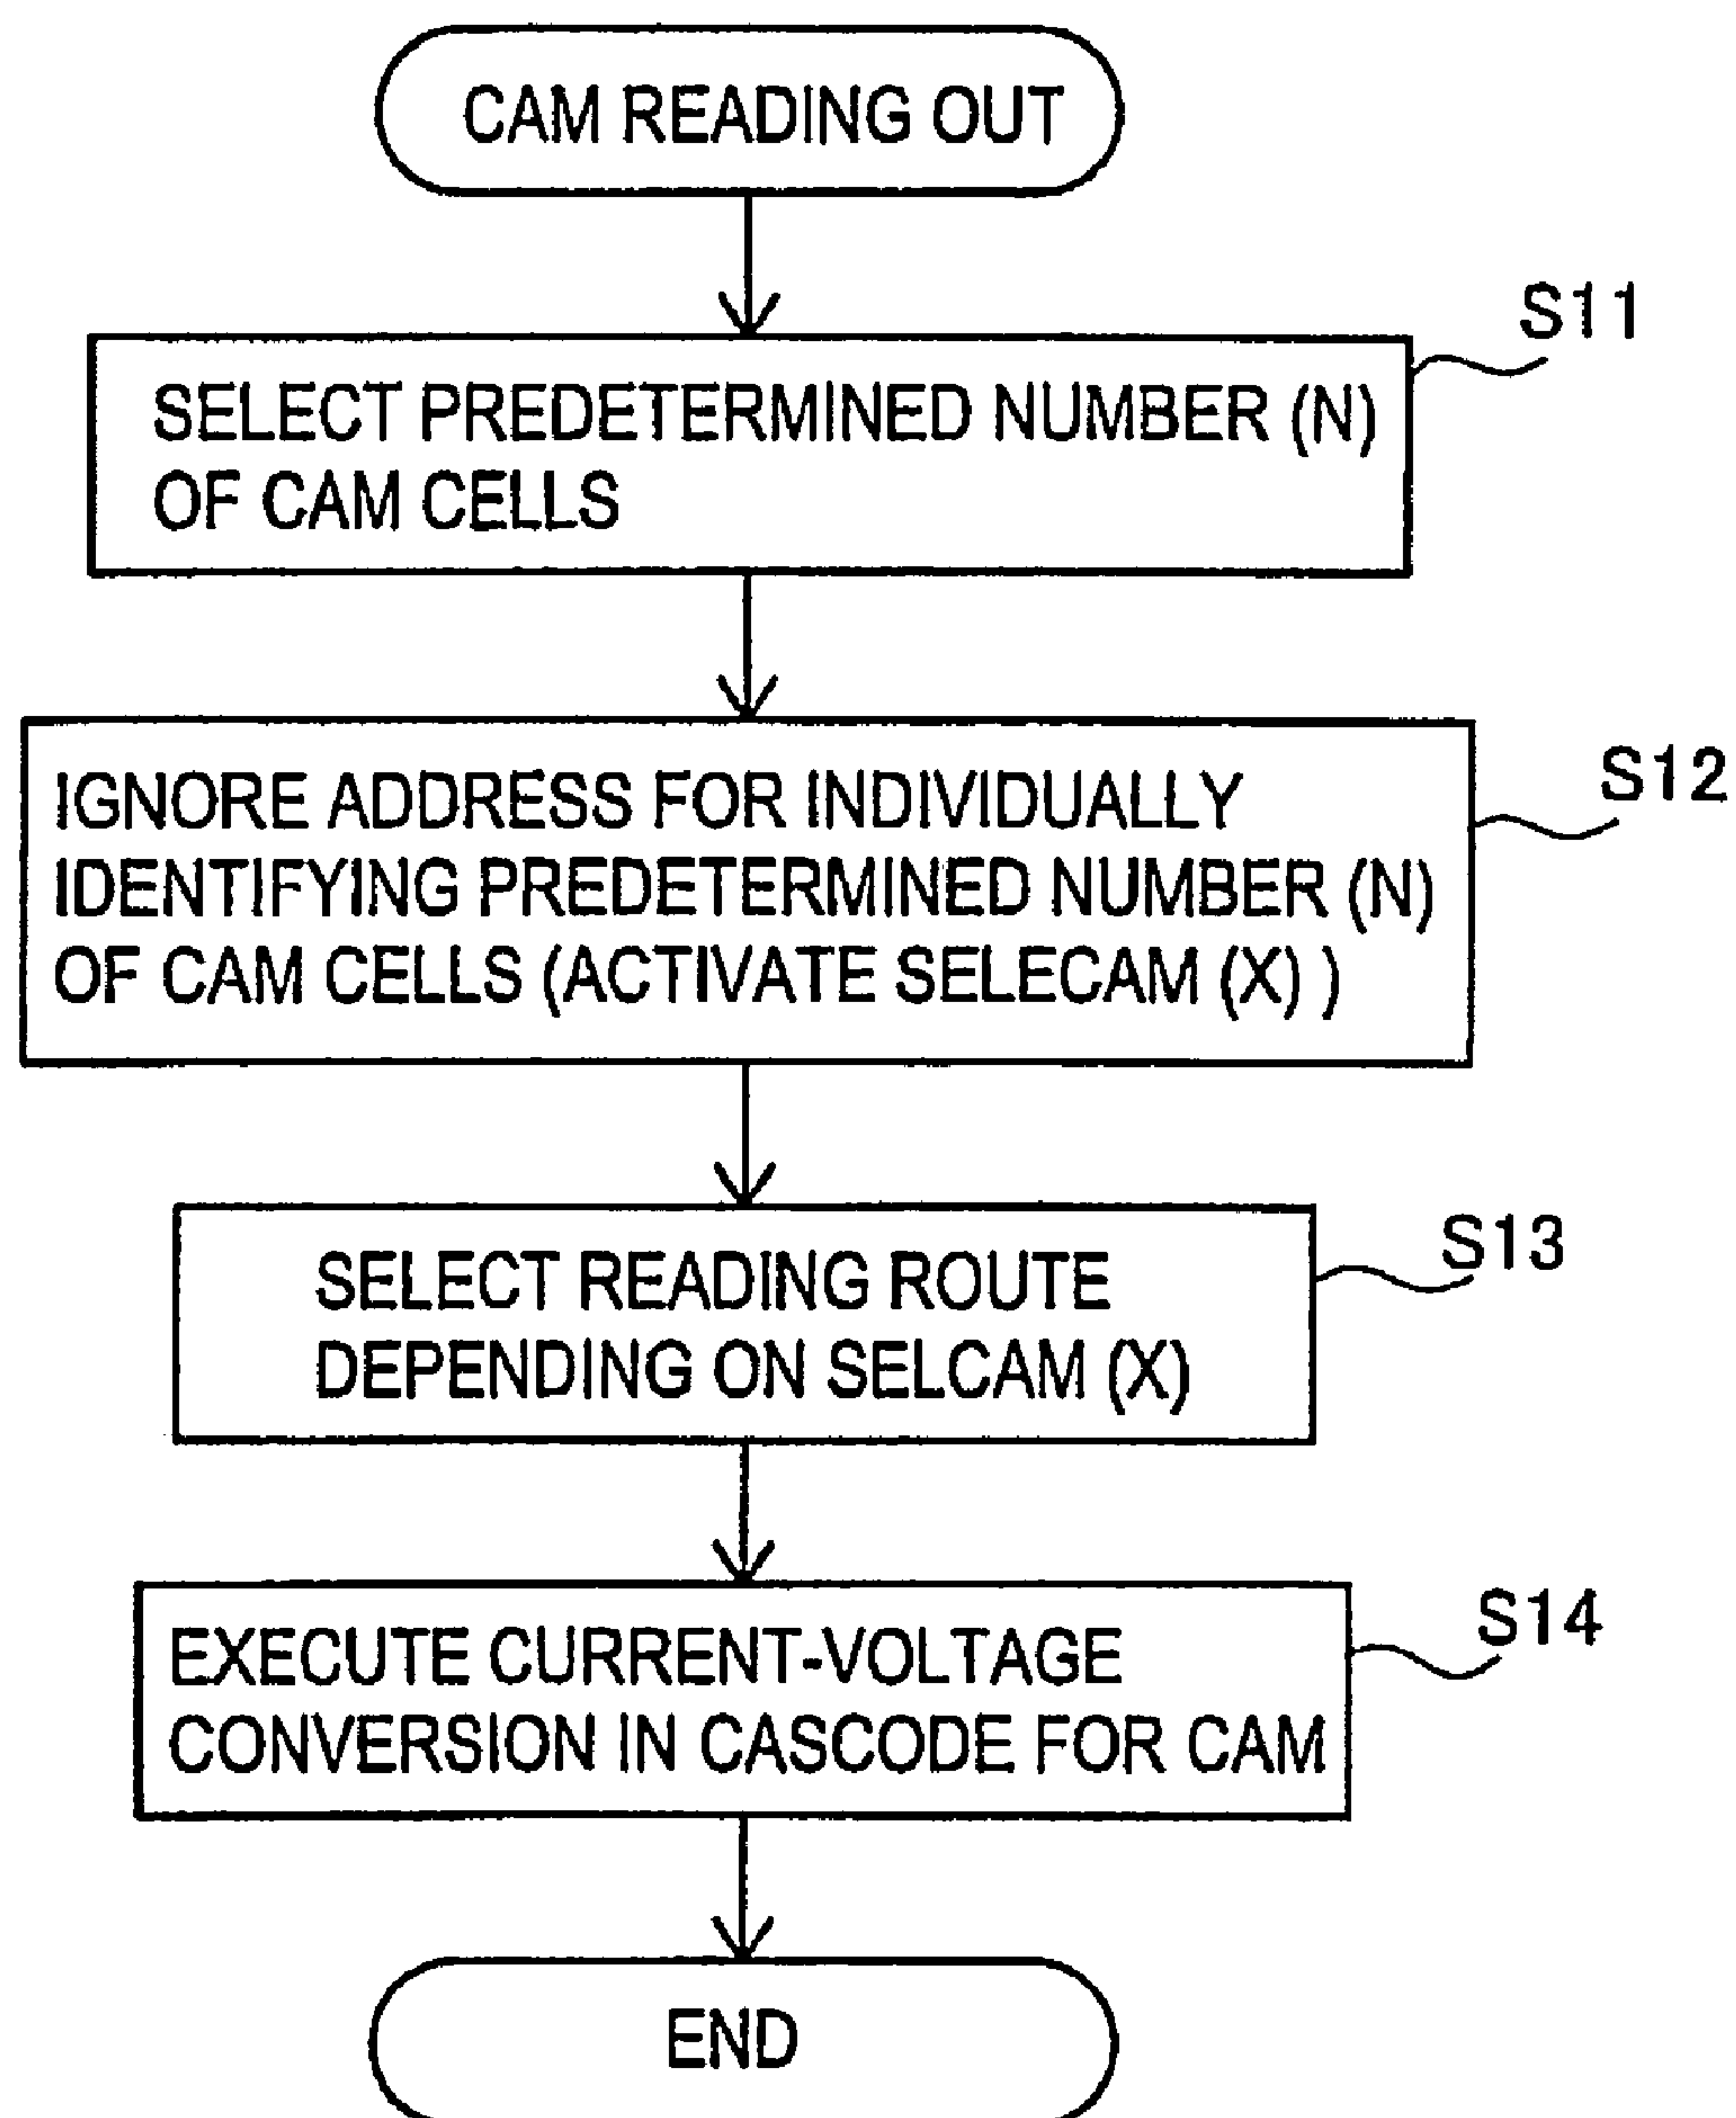 CAM READING OUT
S11
SELECT PREDETERMINED NUMBER (N)
OF CAM CELLS
S12
IGNORE ADDRESS FOR INDIVIDUALLY
IDENTIFYING PREDETERMINED NUMBER (N)
OF CAM CELLS (ACTIVATE SELECAM (X) )
S13
SELECT READING ROUTE
DEPENDING ON SELCAM (X)
S14
EXECUTE CURRENT-VOLTAGE
CONVERSION IN CASCODE FOR CAM
END